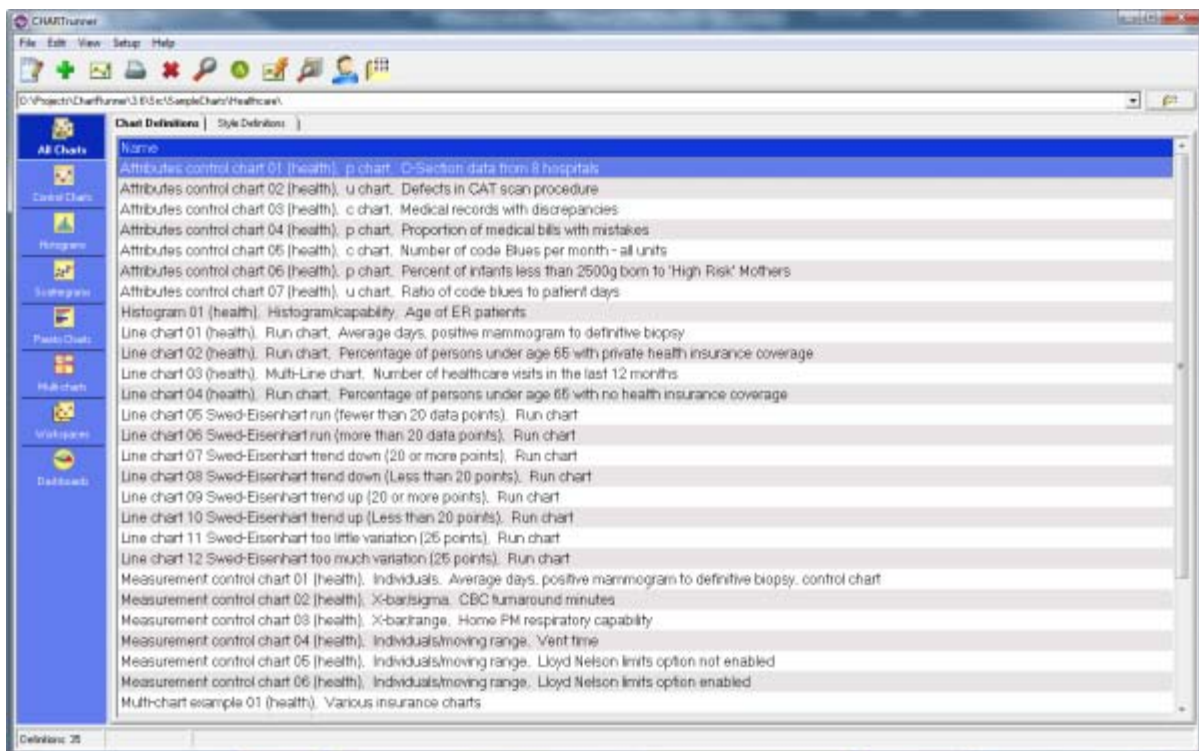 CHARTrunner
File Edit View Setup Help
D:\Projects\ChartRunner\3.6\Src\SampleCharts\Healthcare\
Chart Definitions Style Definitions
All Charts
Control Charts
Histograms
Scattergrams
Pareto Charts
Multi-charts
Workspaces
Dashboards
Name
Attributes control chart 01 (health), p chart, C-Section data from 8 hospitals
Attributes control chart 02 (health), u chart, Defects in CAT scan procedure
Attributes control chart 03 (health), c chart, Medical records with discrepancies
Attributes control chart 04 (health), p chart, Proportion of medical bills with mistakes
Attributes control chart 05 (health), c chart, Number of code Blues per month - all units
Attributes control chart 06 (health), p chart, Percent of infants less than 2500g born to 'High Risk' Mothers
Attributes control chart 07 (health), u chart, Ratio of code blues to patient days
Histogram 01 (health), Histogram/capability, Age of ER patients
Line chart 01 (health), Run chart, Average days, positive mammogram to definitive biopsy
Line chart 02 (health), Run chart, Percentage of persons under age 65 with private health insurance coverage
Line chart 03 (health), Multi-Line chart, Number of healthcare visits in the last 12 months
Line chart 04 (health), Run chart, Percentage of persons under age 65 with no health insurance coverage
Line chart 05 Swed-Eisenhart run (fewer than 20 data points), Run chart
Line chart 06 Swed-Eisenhart run (more than 20 data points), Run chart
Line chart 07 Swed-Eisenhart trend down (20 or more points), Run chart
Line chart 08 Swed-Eisenhart trend down (Less than 20 points), Run chart
Line chart 09 Swed-Eisenhart trend up (20 or more points), Run chart
Line chart 10 Swed-Eisenhart trend up (Less than 20 points), Run chart
Line chart 11 Swed-Eisenhart too little variation (25 points), Run chart
Line chart 12 Swed-Eisenhart too much variation (25 points), Run chart
Measurement control chart 01 (health), Individuals, Average days, positive mammogram to definitive biopsy, control chart
Measurement control chart 02 (health), X-bar/sigma, CBC turnaround minutes
Measurement control chart 03 (health), X-bar/range, Home PM respiratory capability
Measurement control chart 04 (health), Individuals/moving range, Vent time
Measurement control chart 05 (health), Individuals/moving range, Lloyd Nelson limits option not enabled
Measurement control chart 06 (health), Individuals/moving range, Lloyd Nelson limits option enabled
Multi-chart example 01 (health), Various insurance charts
Definitions: 35